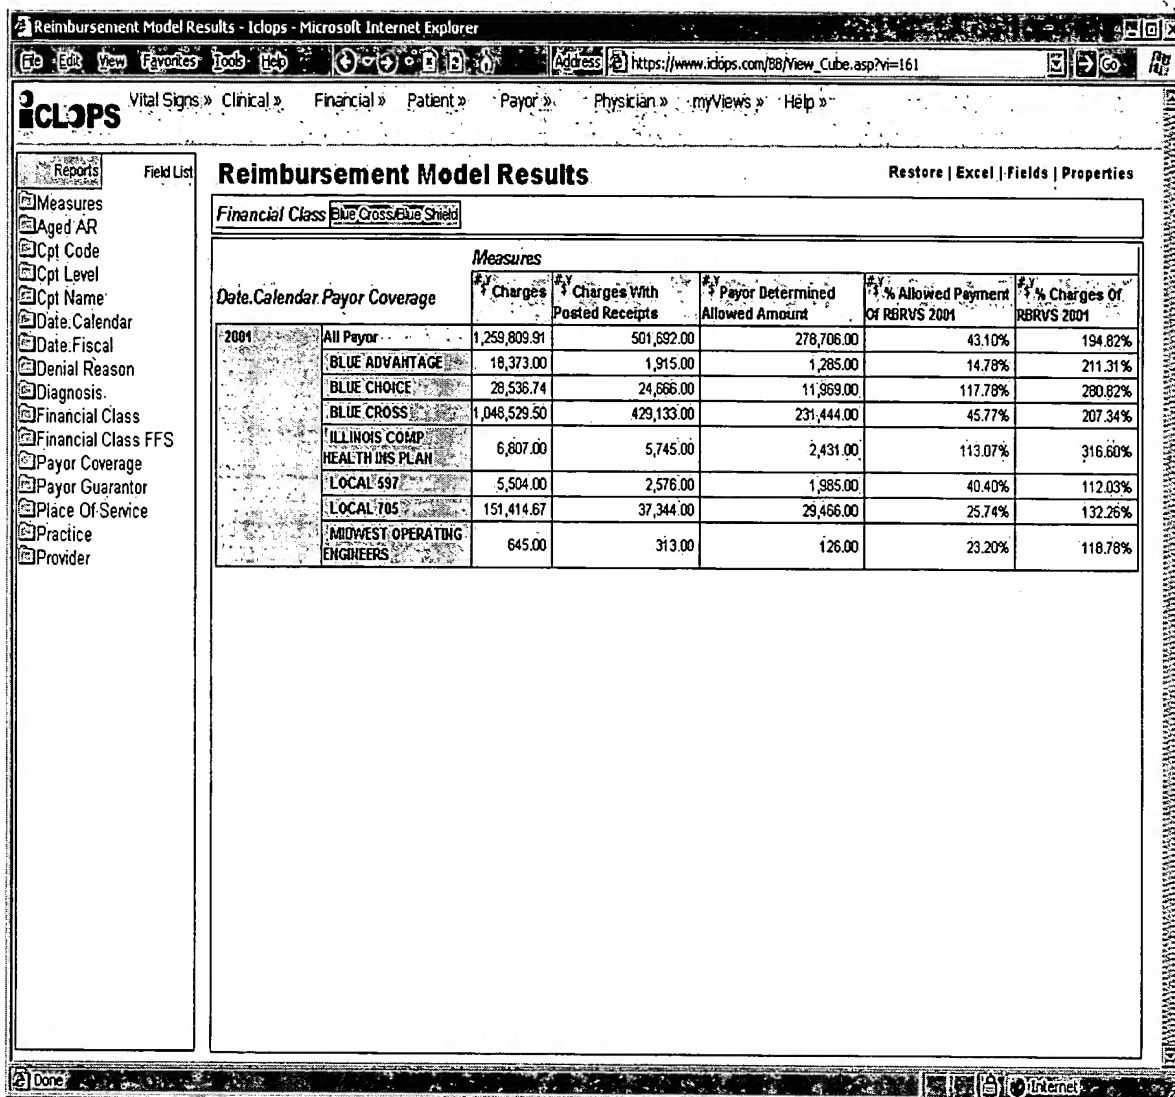 Reimbursement Model Results - Iclops - Microsoft Internet Explorer
File Edit View Favorites Tools Help Address https://www.iclops.com/BB/View_Cube.asp?vi=161 Go
ICLOPS Vital Signs » Clinical » Financial » Patient » Payor » Physician » myViews » Help »
Reports Field List
Measures
Aged AR
Cpt Code
Cpt Level
Cpt Name
Date.Calendar
Date.Fiscal
Denial Reason
Diagnosis
Financial Class
Financial Class FFS
Payor Coverage
Payor Guarantor
Place Of Service
Practice
Provider
Reimbursement Model Results Restore | Excel | Fields | Properties
Financial Class Blue Cross/Blue Shield
Measures
Date.Calendar Payor Coverage Charges Charges With Posted Receipts Payor Determined Allowed Amount % Allowed Payment Of RBRVS 2001 % Charges Of RBRVS 2001
2001 All Payor 1,259,809.91 501,692.00 278,706.00 43.10% 194.82%
BLUE ADVANTAGE 18,373.00 1,915.00 1,285.00 14.78% 211.31%
BLUE CHOICE 28,536.74 24,666.00 11,969.00 117.78% 280.82%
BLUE CROSS 1,048,529.50 429,133.00 231,444.00 45.77% 207.34%
ILLINOIS COMP HEALTH INS PLAN 6,807.00 5,745.00 2,431.00 113.07% 316.60%
LOCAL 597 5,504.00 2,576.00 1,985.00 40.40% 112.03%
LOCAL 705 151,414.67 37,344.00 29,466.00 25.74% 132.26%
MIDWEST OPERATING ENGINEERS 645.00 313.00 126.00 23.20% 118.78%
Done Internet